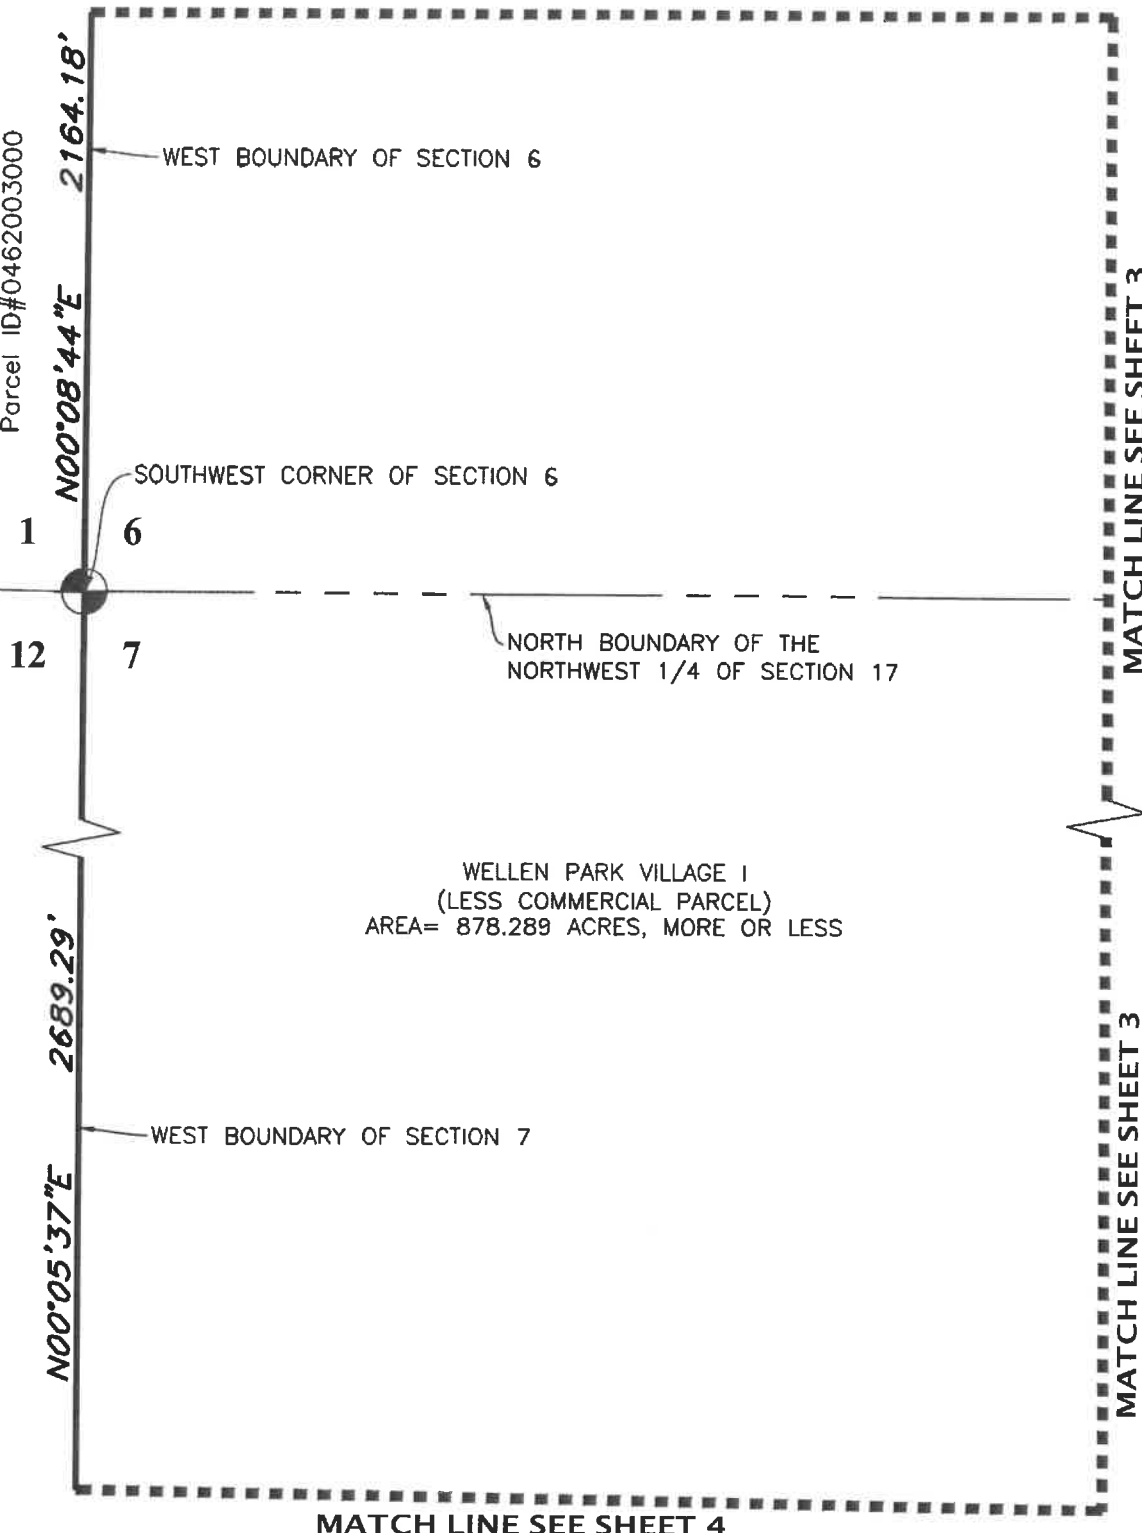 2164.18'
Parcel ID#0462003000
N00°08'44"E
WEST BOUNDARY OF SECTION 6
SOUTHWEST CORNER OF SECTION 6
1
6
12
7
NORTH BOUNDARY OF THE
NORTHWEST 1/4 OF SECTION 17
MATCH LINE SEE SHEET 3
WELLEN PARK VILLAGE I
(LESS COMMERCIAL PARCEL)
AREA= 878.289 ACRES, MORE OR LESS
2689.29'
N00°05'37"E
WEST BOUNDARY OF SECTION 7
MATCH LINE SEE SHEET 3
MATCH LINE SEE SHEET 4